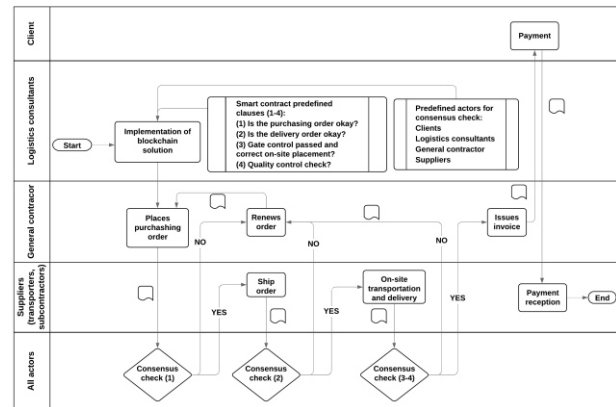 Client
Payment
Logistics consultants
Start
Implementation of
blockchain
solution
Smart contract predefined
clauses (1-4):
(1) Is the purchasing order okay?
(2) Is the delivery order okay?
(3) Gate control passed and
correct on-site placement?
(4) Quality control check?
Predefined actors for
consensus check:
Clients
Logistics consultants
General contractor
Suppliers
General contracor
Places
purchashing
order
Renews
order
Issues
invoice
NO
NO
NO
Suppliers
(transporters,
subcontractors)
Ship
order
On-site
transportation
and delivery
Payment
reception
End
YES
YES
YES
All actors
Consensus
check (1)
Consensus
check (2)
Consensus
check (3-4)